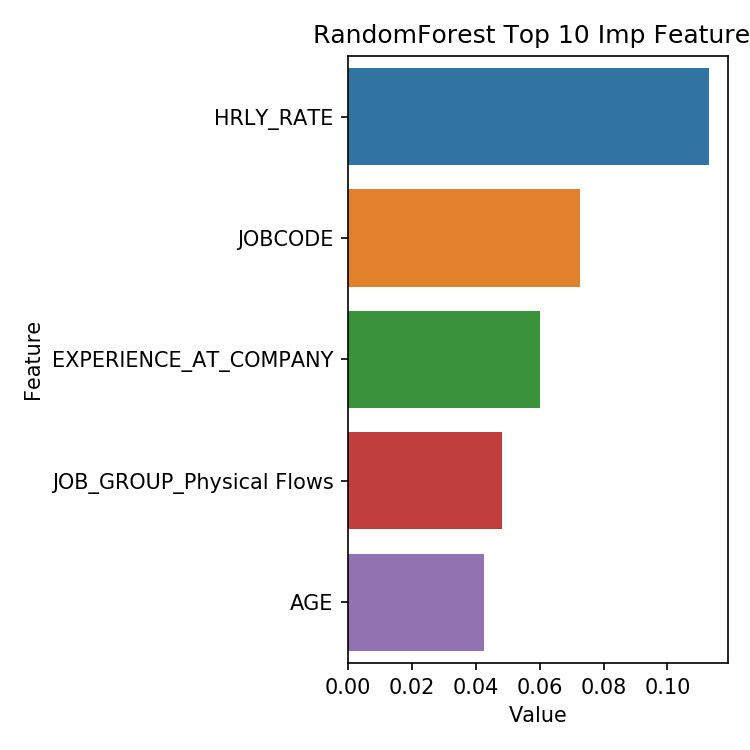 RandomForest Top 10 Imp Feature
HRLY_RATE
JOBCODE
EXPERIENCE_AT_COMPANY
JOB_GROUP_Physical Flows
AGE
Feature
0.00 0.02 0.04 0.06 0.08 0.10
Value